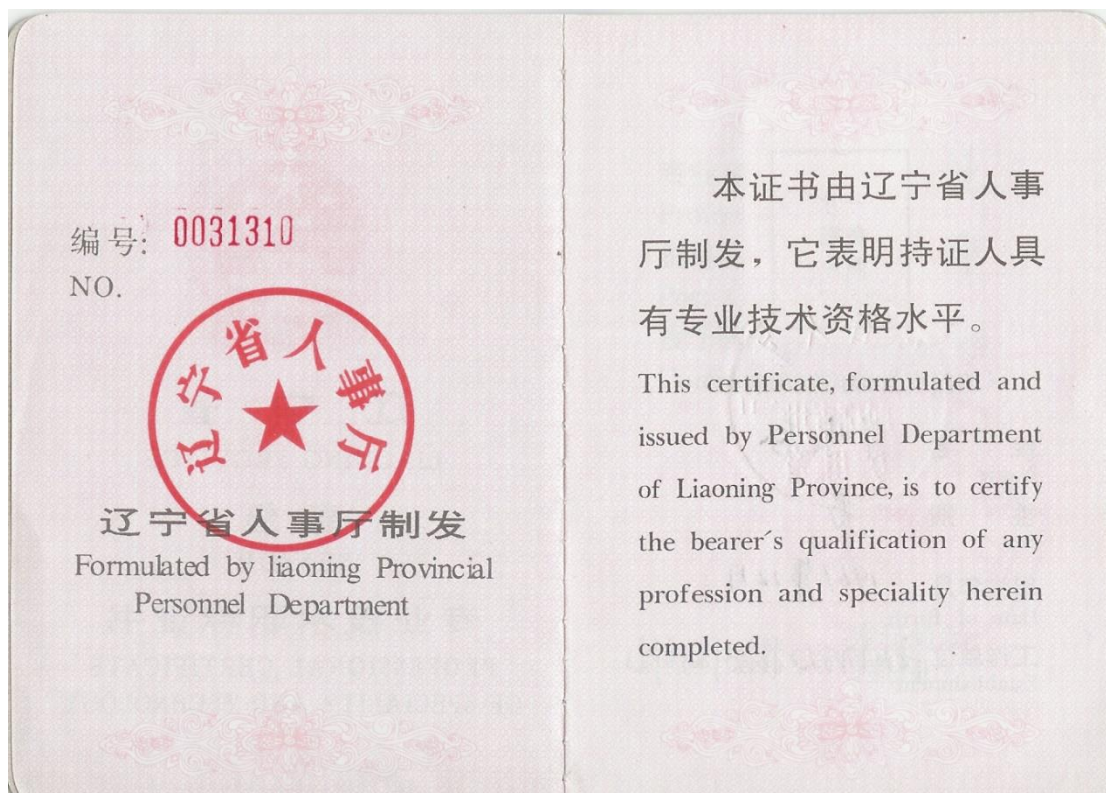 编号: 0031310
NO.
辽宁省人事厅
辽宁省人事厅制发
Formulated by liaoning Provincial
Personnel Department
本证书由辽宁省人事
厅制发，它表明持证人具
有专业技术资格水平。
This certificate, formulated and
issued by Personnel Department
of Liaoning Province, is to certify
the bearer´s qualification of any
profession and speciality herein
completed.